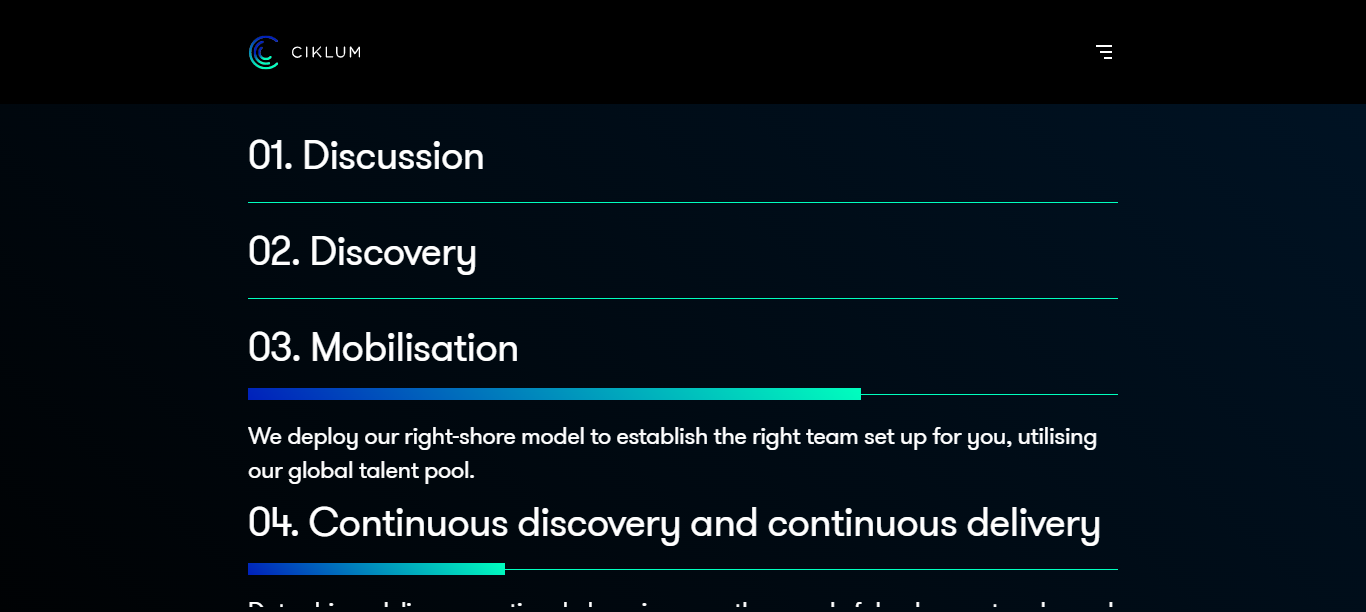 CIKLUM
01. Discussion
02. Discovery
03. Mobilisation
We deploy our right-shore model to establish the right team set up for you, utilising
our global talent pool.
04. Continuous discovery and continuous delivery